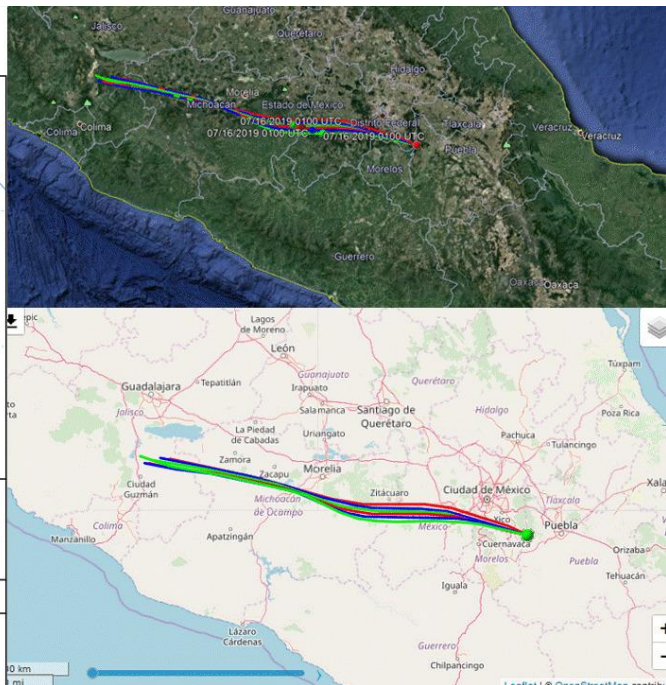 Guanajuato
Jalisco
Querétaro
Hidalgo
Morelia
Michoacán
Estado de México
07/16/2019 0100 UTC
Distrito Federal
Tlaxcala
Veracruz
Veracruz
07/16/2019 0100 UTC
07/16/2019 0100 UTC
Colima
Colima
Puebla
Morelos
Guerrero
Oaxaca
Oaxaca
Lagos
de Moreno
León
Túxpam
Guadalajara
Tepatitlán
Guanajuato
Irapuato
Querétaro
Jalisco
Salamanca
Santiago de
Querétaro
Hidalgo
Poza Rica
La Piedad
de Cabadas
Uriangato
Pachuca
Tulancingo
Zamora
Zacapu
Morelia
Ciudad
Guzmán
Zitácuaro
Ciudad de México
Tlaxcala
Michoacán
de Ocampo
México
Xico
Puebla
Colima
Apatzingán
Cuernavaca
Morelos
Puebla
Orizaba
Manzanillo
Iguala
Tehuacán
Lázaro
Cárdenas
Guerrero
Chilpancingo
+
−